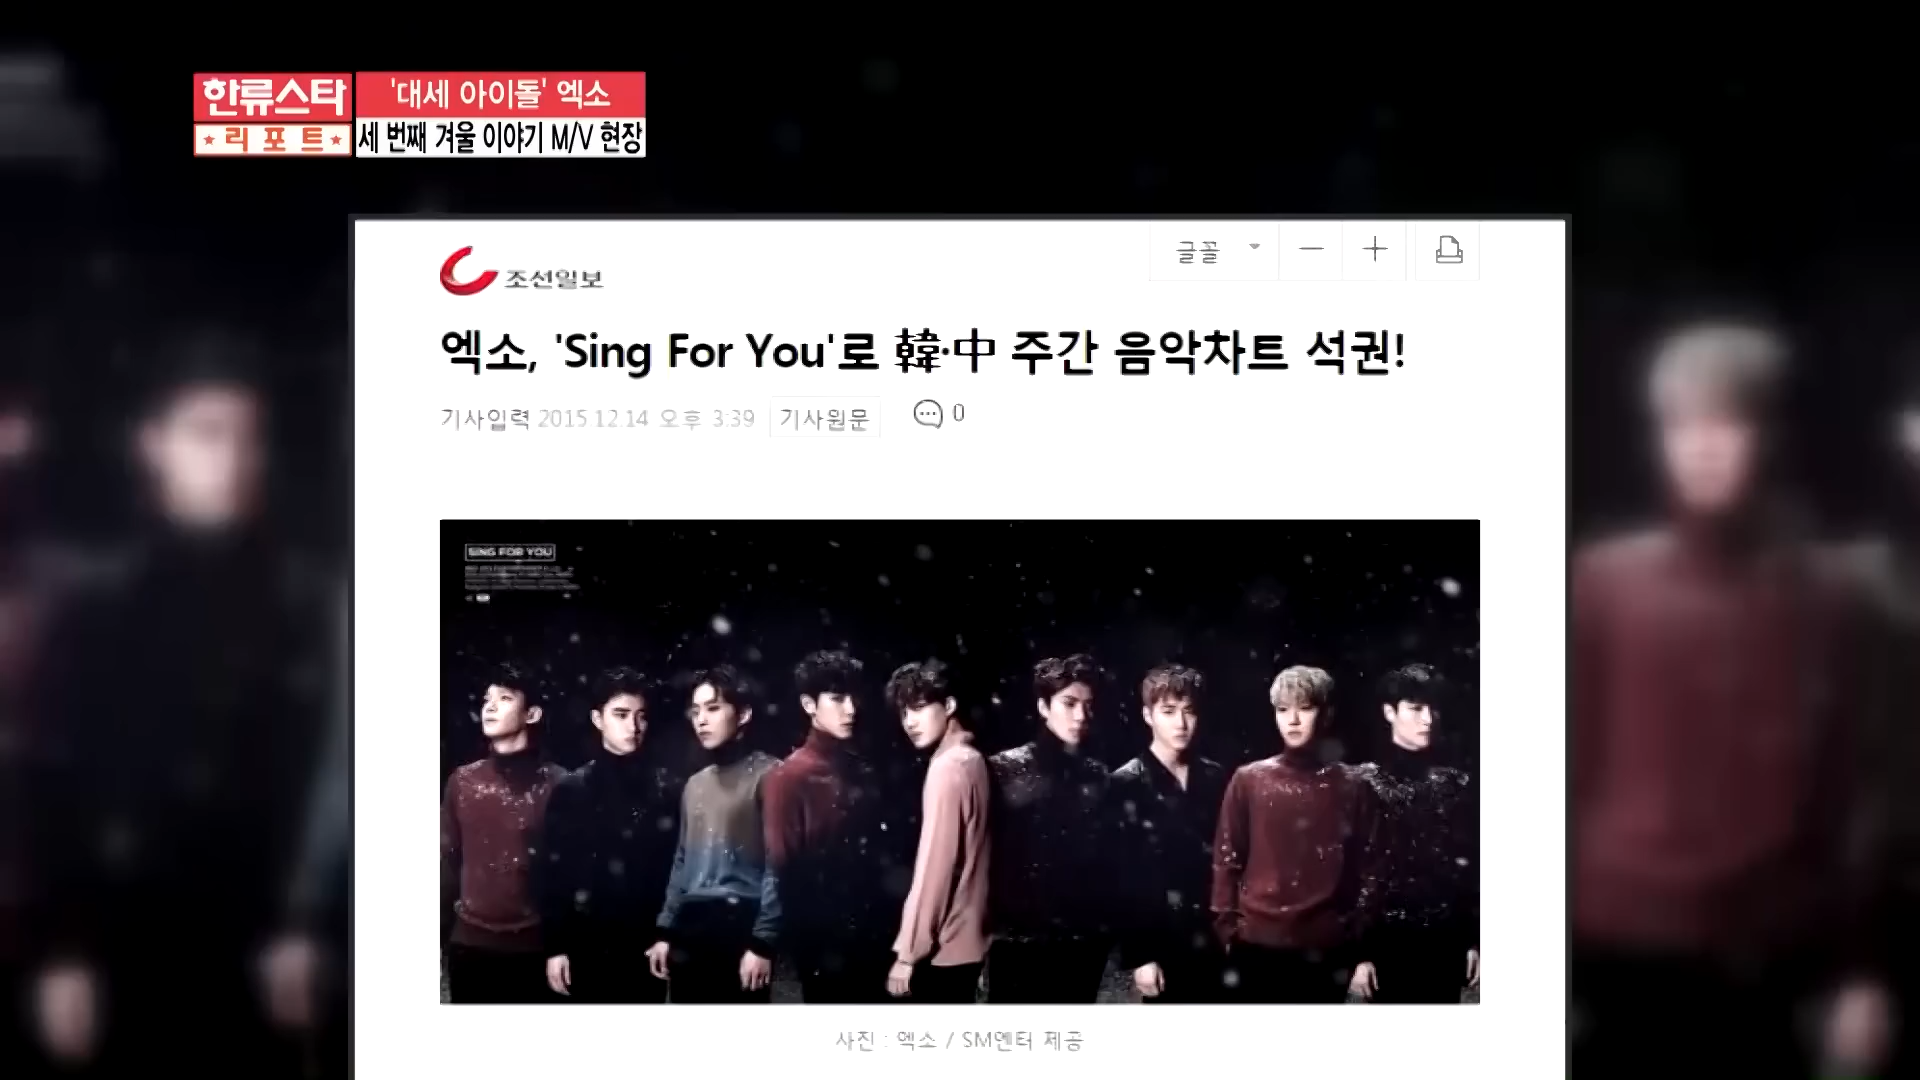 한류스타
★리포트★
'대세 아이돌' 엑소
세 번째 겨울 이야기 M/V 현장
조선일보
글꼴
엑소, 'Sing For You'로 韓·中 주간 음악차트 석권!
기사입력 2015.12.14 오후 3:39 기사원문 0
SING FOR YOU
사진 : 엑소 / SM엔터 제공